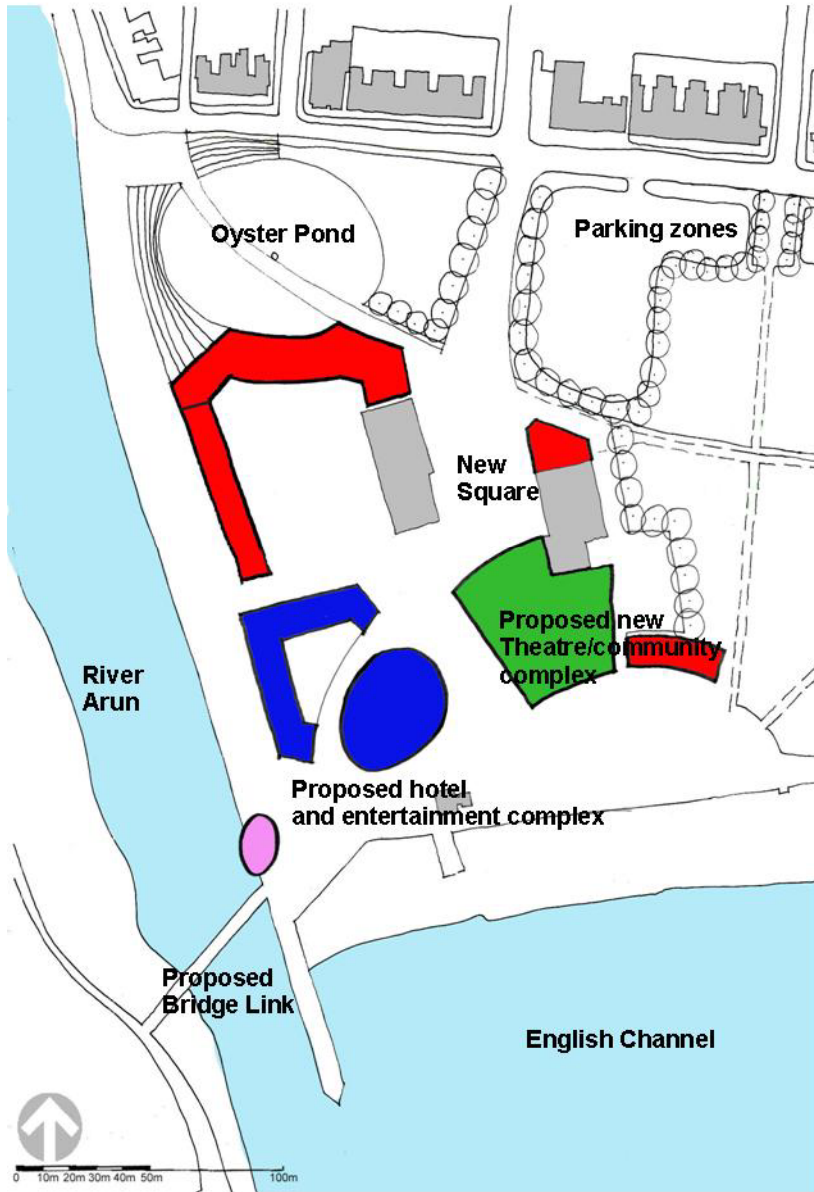 Oyster Pond
Parking zones
New
Square
Proposed new
Theatre/community
complex
River
Arun
Proposed hotel
and entertainment complex
Proposed
Bridge Link
English Channel
0 10m 20m 30m 40m 50m 100m